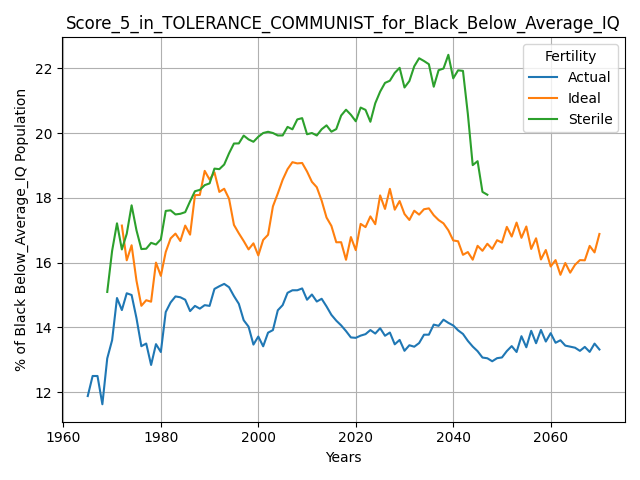 Score_5_in_TOLERANCE_COMMUNIST_for_Black_Below_Average_IQ
% of Black Below_Average_IQ Population
22
20
18
16
14
12
Fertility
Actual
Ideal
Sterile
1960 1980 2000 2020 2040 2060
Years